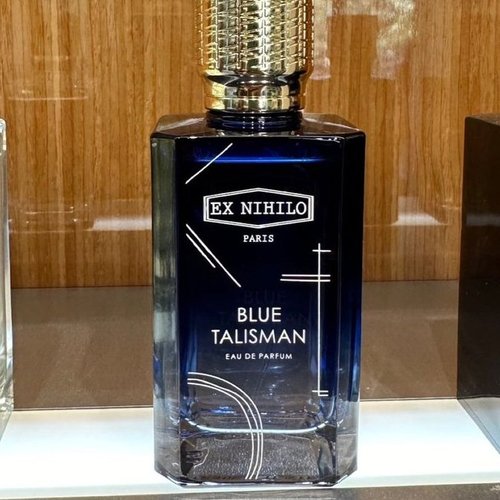 EX NIHILO
PARIS
BLUE
TALISMAN
EAU DE PARFUM